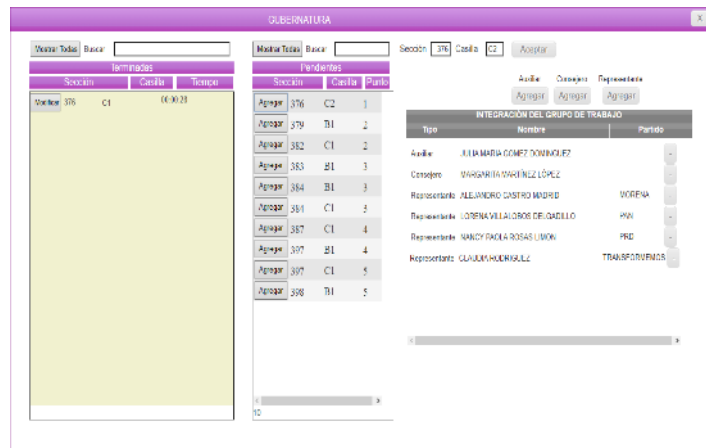 GUBERNATURA X
Mostrar Todas Buscar
Terminadas
Sección Casilla Tiempo
Modificar 376 C1 00:00:23
Mostrar Todas Buscar
Pendientes
Sección Casilla Punto
Agregar 376 C2 1
Agregar 379 B1 2
Agregar 382 C1 2
Agregar 383 B1 3
Agregar 384 B1 3
Agregar 384 C1 3
Agregar 387 C1 4
Agregar 397 B1 4
Agregar 397 C1 5
Agregar 398 B1 5
10
Sección 376 Casilla C2 Aceptar
Auxiliar Consejero Representante
Agregar Agregar Agregar
INTEGRACIÓN DEL GRUPO DE TRABAJO
Tipo Nombre Partido
Auxiliar JULIA MARIA GOMEZ DOMINGUEZ -
Consejero MARGARITA MARTÍNEZ LÓPEZ -
Representante ALEJANDRO CASTRO MADRID MORENA -
Representante LORENA VILLALOBOS DELGADILLO PAN -
Representante NANCY PAOLA ROSAS LIMON PRD -
Representante CLAUDIA RODRIGUEZ TRANSFORMEMOS -